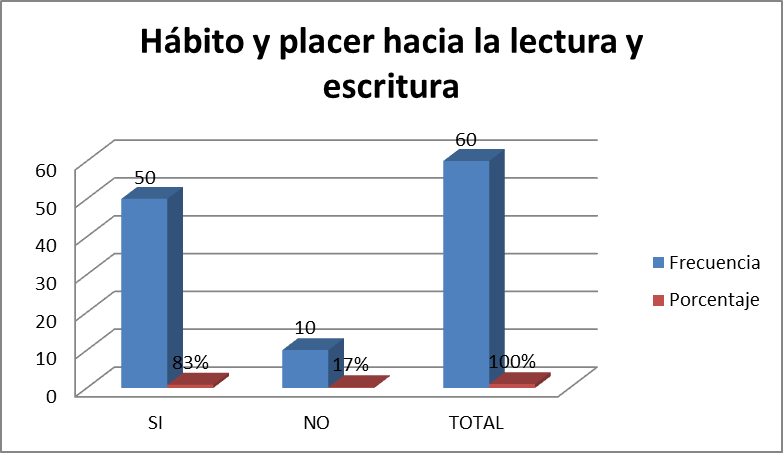 Hábito y placer hacia la lectura y
escritura
60
50
40
30
20
10
0
50
83%
10
17%
60
100%
SI
NO
TOTAL
Frecuencia
Porcentaje